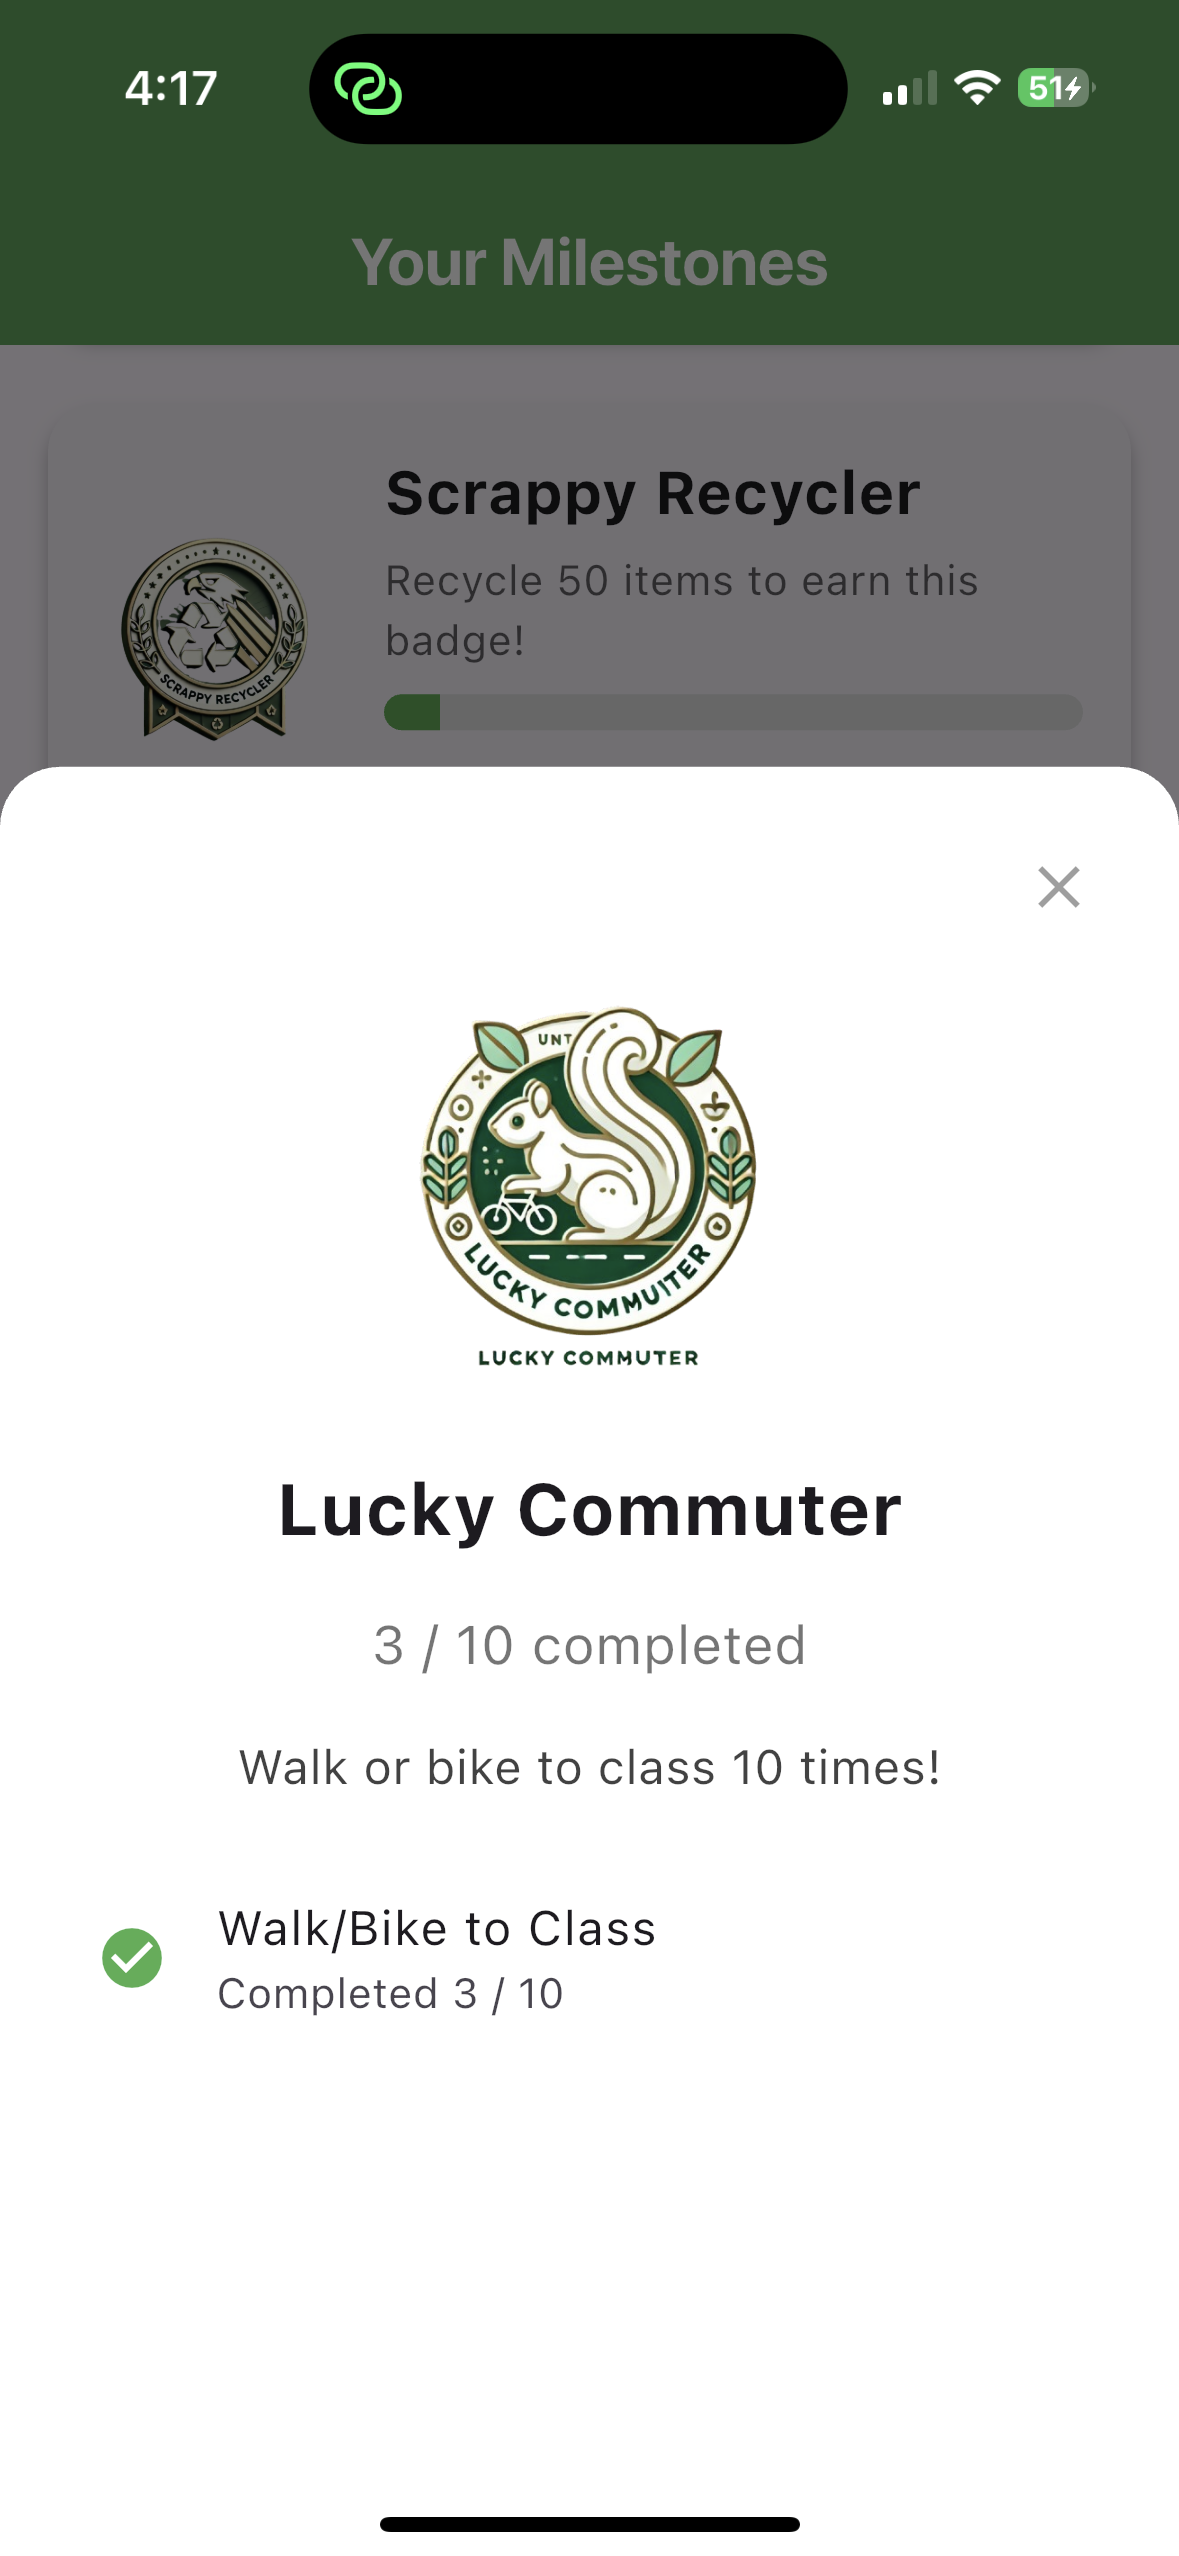 4:17
51
Your Milestones
Scrappy Recycler
Recycle 50 items to earn this
badge!
SCRAPPY RECYCLER
UNT
LUCKY COMMUITER
LUCKY COMMUTER
Lucky Commuter
3 / 10 completed
Walk or bike to class 10 times!
Walk/Bike to Class
Completed 3 / 10